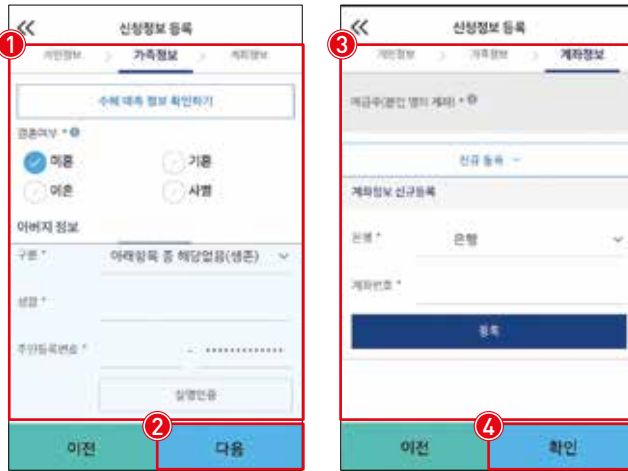 신청정보 등록
1
개인정보
가족정보
계좌정보
수혜 대축 정보 확인하기
결혼여부 *
미혼
기혼
이혼
사별
아버지 정보
구분 *
아래항목 중 해당없음(생존)
성명 *
주민등록번호 *
- •••••••••••••
실명인증
2
이전
다음
신청정보 등록
3
개인정보
가족정보
계좌정보
예금주(본인 명의 계좌) *
신규 등록
계좌정보 신규등록
은행 *
은행
계좌번호 *
등록
4
이전
확인